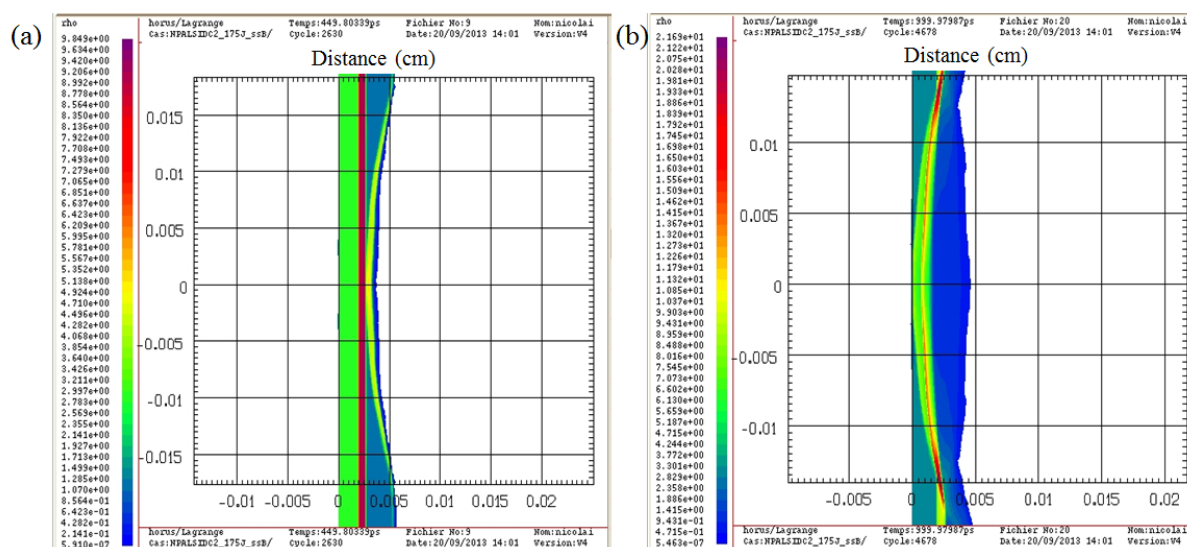 (a)
rho
horus/Lagrange Temps:449.80339ps Fichier No:9 Nom:nicolai
Cas:NPALSIDC2_175J_ssB/ Cycle:2630 Date:20/09/2013 14:01 Version:V4
Distance (cm)
9.849e+00
9.634e+00
9.420e+00
9.206e+00
8.992e+00
8.778e+00
8.564e+00
8.350e+00
8.136e+00
7.922e+00
7.708e+00
7.493e+00
7.279e+00
7.065e+00
6.851e+00
6.637e+00
6.423e+00
6.209e+00
5.995e+00
5.781e+00
5.567e+00
5.352e+00
5.138e+00
4.924e+00
4.710e+00
4.496e+00
4.282e+00
4.068e+00
3.854e+00
3.640e+00
3.426e+00
3.211e+00
2.997e+00
2.783e+00
2.569e+00
2.355e+00
2.141e+00
1.927e+00
1.713e+00
1.499e+00
1.285e+00
1.070e+00
8.564e-01
6.423e-01
4.282e-01
2.141e-01
5.910e-07
0.015
0.01
0.005
0
-0.005
-0.01
-0.015
-0.01 -0.005 0 0.005 0.01 0.015 0.02
horus/Lagrange Temps:449.80339ps Fichier No:9 Nom:nicolai
Cas:NPALSIDC2_175J_ssB/ Cycle:2630 Date:20/09/2013 14:01 Version:V4
(b)
rho
horus/Lagrange Temps:999.97987ps Fichier No:20 Nom:nicolai
Cas:NPALSIDC2_175J_ssB/ Cycle:4678 Date:20/09/2013 14:01 Version:V4
Distance (cm)
2.169e+01
2.122e+01
2.075e+01
2.028e+01
1.981e+01
1.933e+01
1.886e+01
1.839e+01
1.792e+01
1.745e+01
1.698e+01
1.650e+01
1.603e+01
1.556e+01
1.509e+01
1.462e+01
1.415e+01
1.367e+01
1.320e+01
1.273e+01
1.226e+01
1.179e+01
1.132e+01
1.085e+01
1.037e+01
9.903e+00
9.431e+00
8.959e+00
8.488e+00
8.016e+00
7.545e+00
7.073e+00
6.602e+00
6.130e+00
5.659e+00
5.187e+00
4.715e+00
4.244e+00
3.772e+00
3.301e+00
2.829e+00
2.358e+00
1.886e+00
1.415e+00
9.431e-01
4.715e-01
5.463e-07
0.01
0.005
0
-0.005
-0.01
-0.005 0 0.005 0.01 0.015 0.02
horus/Lagrange Temps:999.97987ps Fichier No:20 Nom:nicolai
Cas:NPALSIDC2_175J_ssB/ Cycle:4678 Date:20/09/2013 14:01 Version:V4